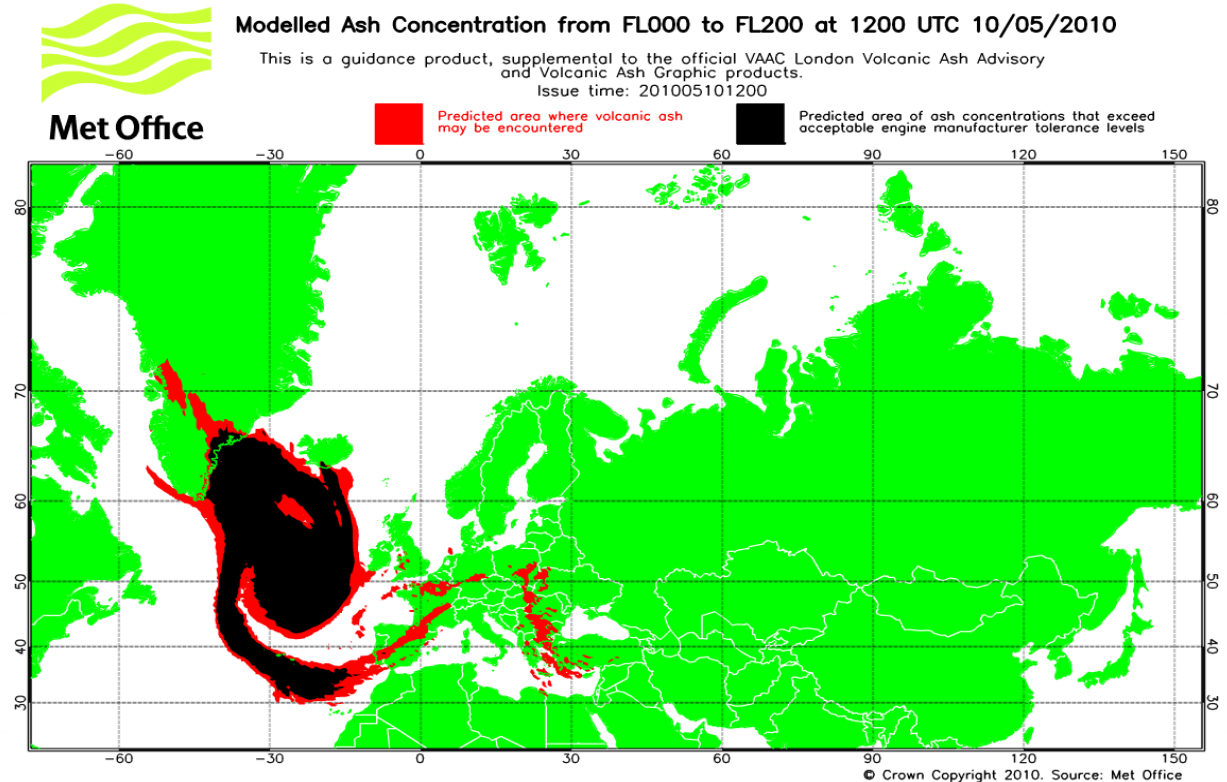 Modelled Ash Concentration from FL000 to FL200 at 1200 UTC 10/05/2010
This is a guidance product, supplemental to the official VAAC London Volcanic Ash Advisory
and Volcanic Ash Graphic products.
Issue time: 201005101200
Met Office
Predicted area where volcanic ash
may be encountered
Predicted area of ash concentrations that exceed
acceptable engine manufacturer tolerance levels
-60 -30 0 30 60 90 120 150
80 80
70 70
60 60
50 50
40 40
30 30
-60 -30 0 30 60 90 120 150
© Crown Copyright 2010. Source: Met Office